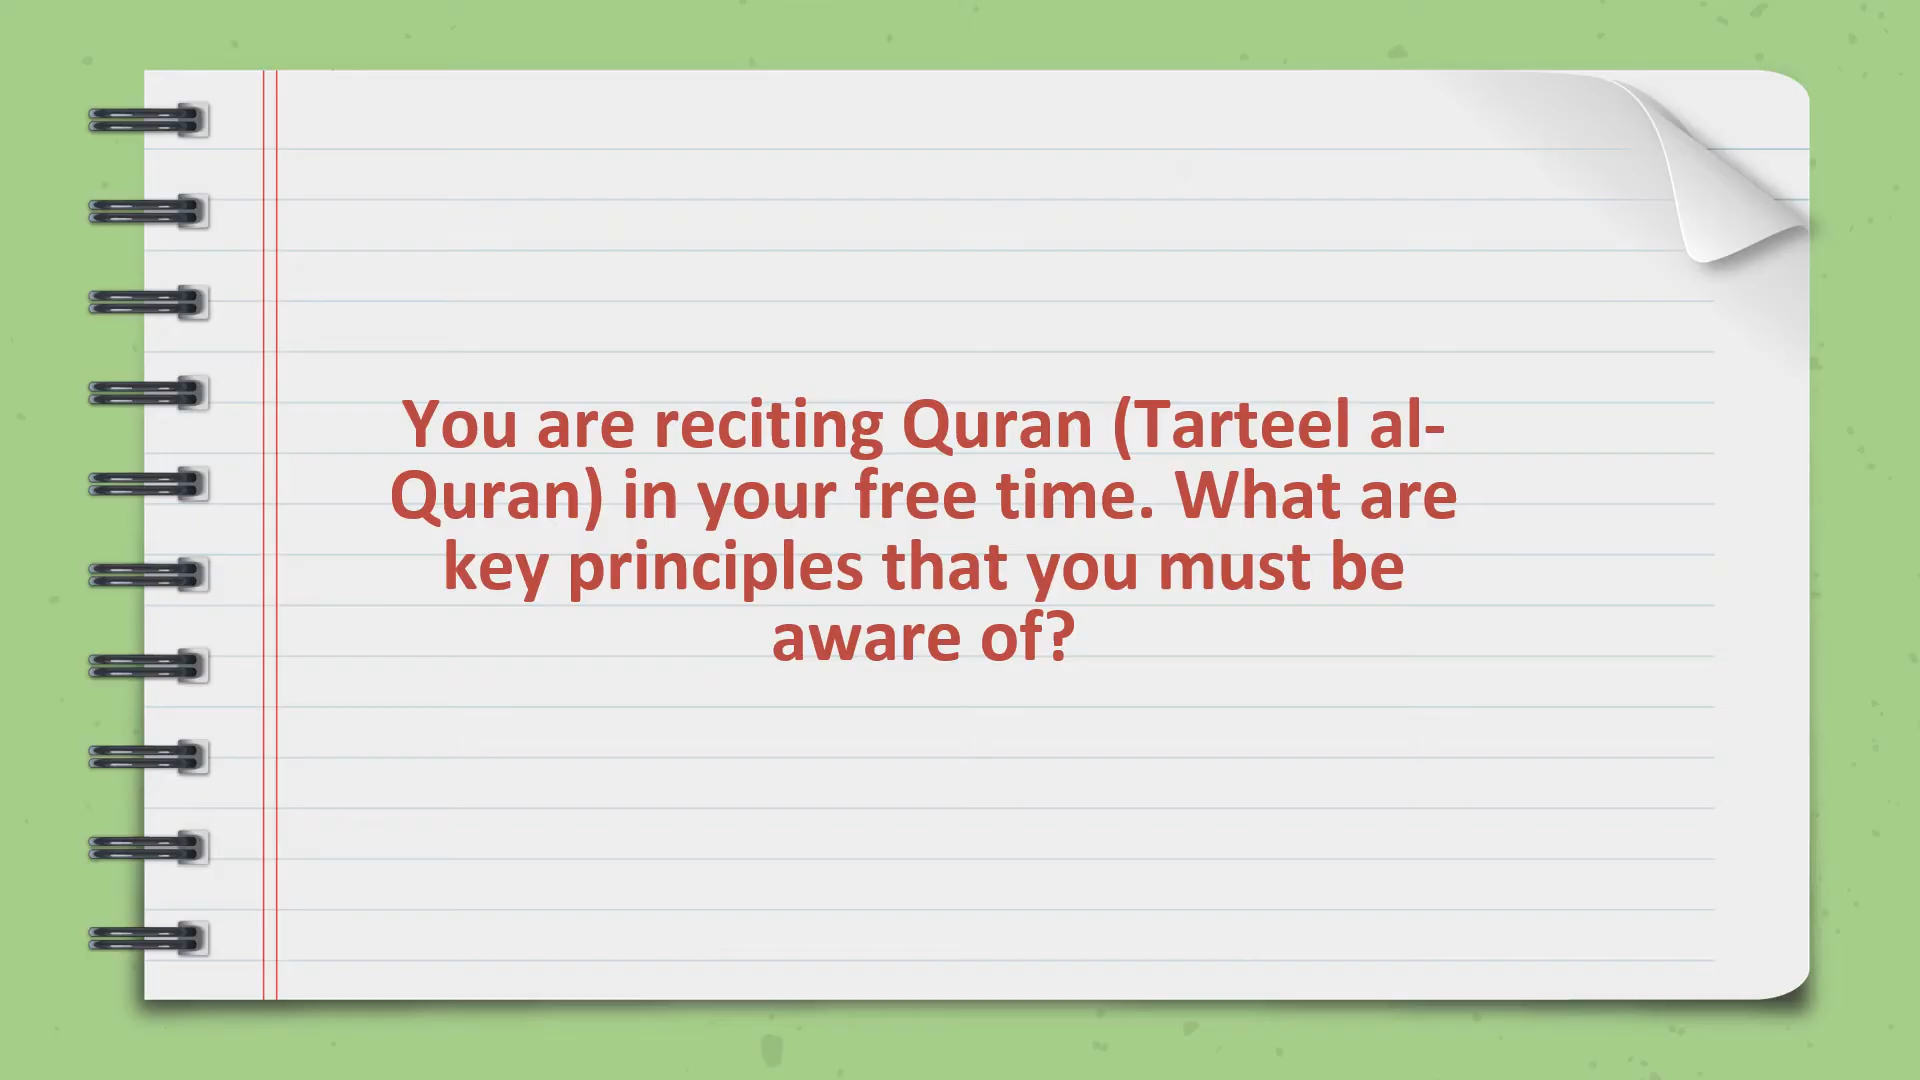 You are reciting Quran (Tarteel al-
Quran) in your free time. What are
key principles that you must be
aware of?